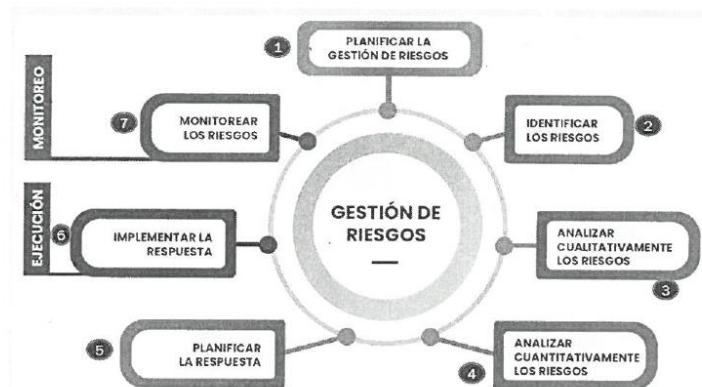 1
PLANIFICAR LA
GESTIÓN DE RIESGOS
MONITOREO
7
MONITOREAR
LOS RIESGOS
IDENTIFICAR
LOS RIESGOS
2
GESTIÓN DE
RIESGOS
EJECUCIÓN
6
IMPLEMENTAR LA
RESPUESTA
ANALIZAR
CUALITATIVAMENTE
LOS RIESGOS
3
5
PLANIFICAR
LA RESPUESTA
ANALIZAR
CUANTITATIVAMENTE
LOS RIESGOS
4